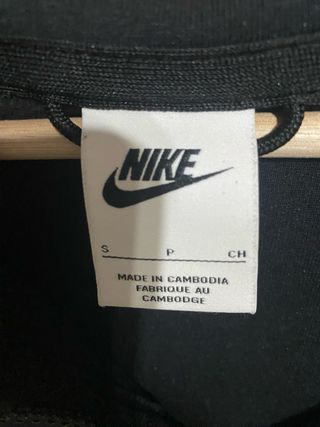 NIKE
S P CH
MADE IN CAMBODIA
FABRIQUE AU
CAMBODGE